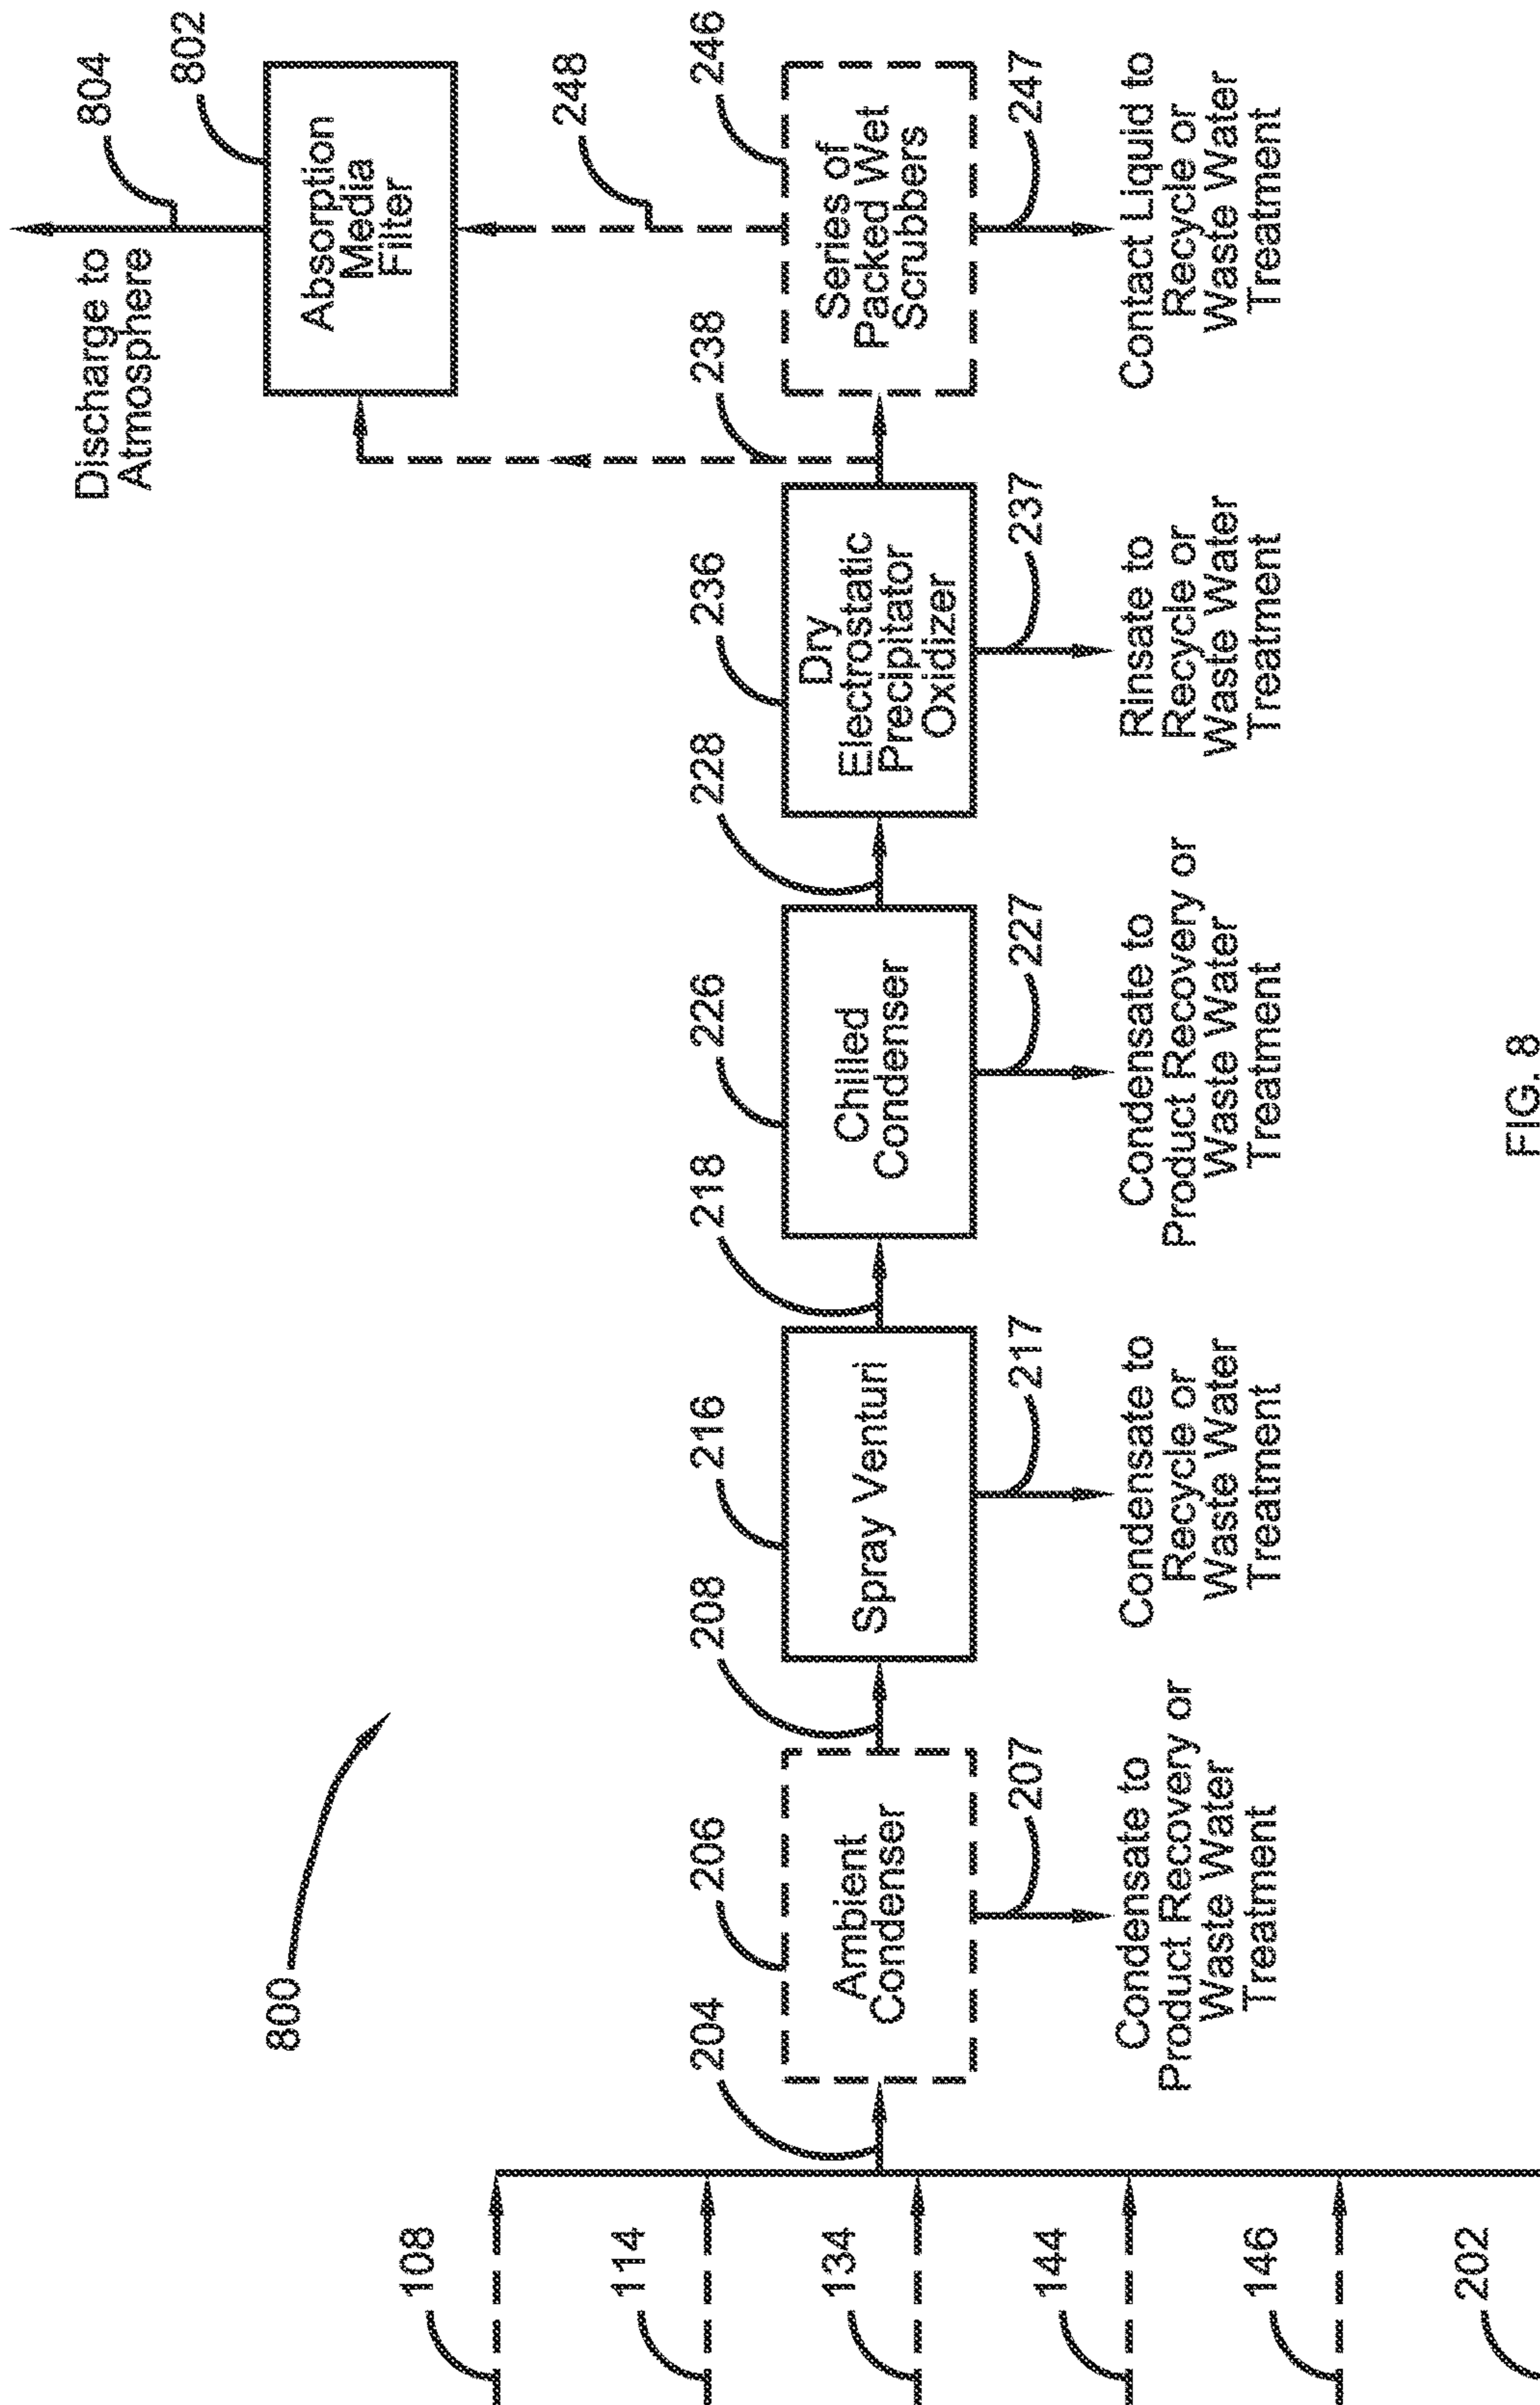 800
804
Discharge to
Atmosphere
802
Absorption
Media
Filter
248
108
114
134
144
146
202
204
206
Ambient
Condenser
207
Condensate to
Product Recovery or
Waste Water
Treatment
208
216
Spray Venturi
217
Condensate to
Recycle or
Waste Water
Treatment
218
226
Chilled
Condenser
227
Condensate to
Product Recovery or
Waste Water
Treatment
228
236
Dry
Electrostatic
Precipitator
Oxidizer
237
Rinsate to
Recycle or
Waste Water
Treatment
238
246
Series of
Packed Wet
Scrubbers
247
Contact Liquid to
Recycle or
Waste Water
Treatment
FIG. 8